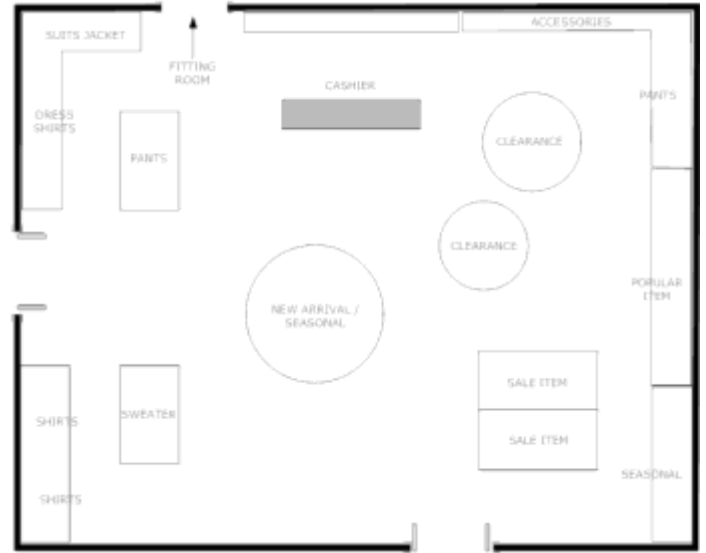 SUITS JACKET
ACCESSORIES
FITTING
ROOM
CASHIER
PANTS
DRESS
SHIRTS
CLEARANCE
PANTS
CLEARANCE
POPULAR
ITEM
NEW ARRIVAL /
SEASONAL
SALE ITEM
SWEATER
SHIRTS
SALE ITEM
SEASONAL
SHIRTS